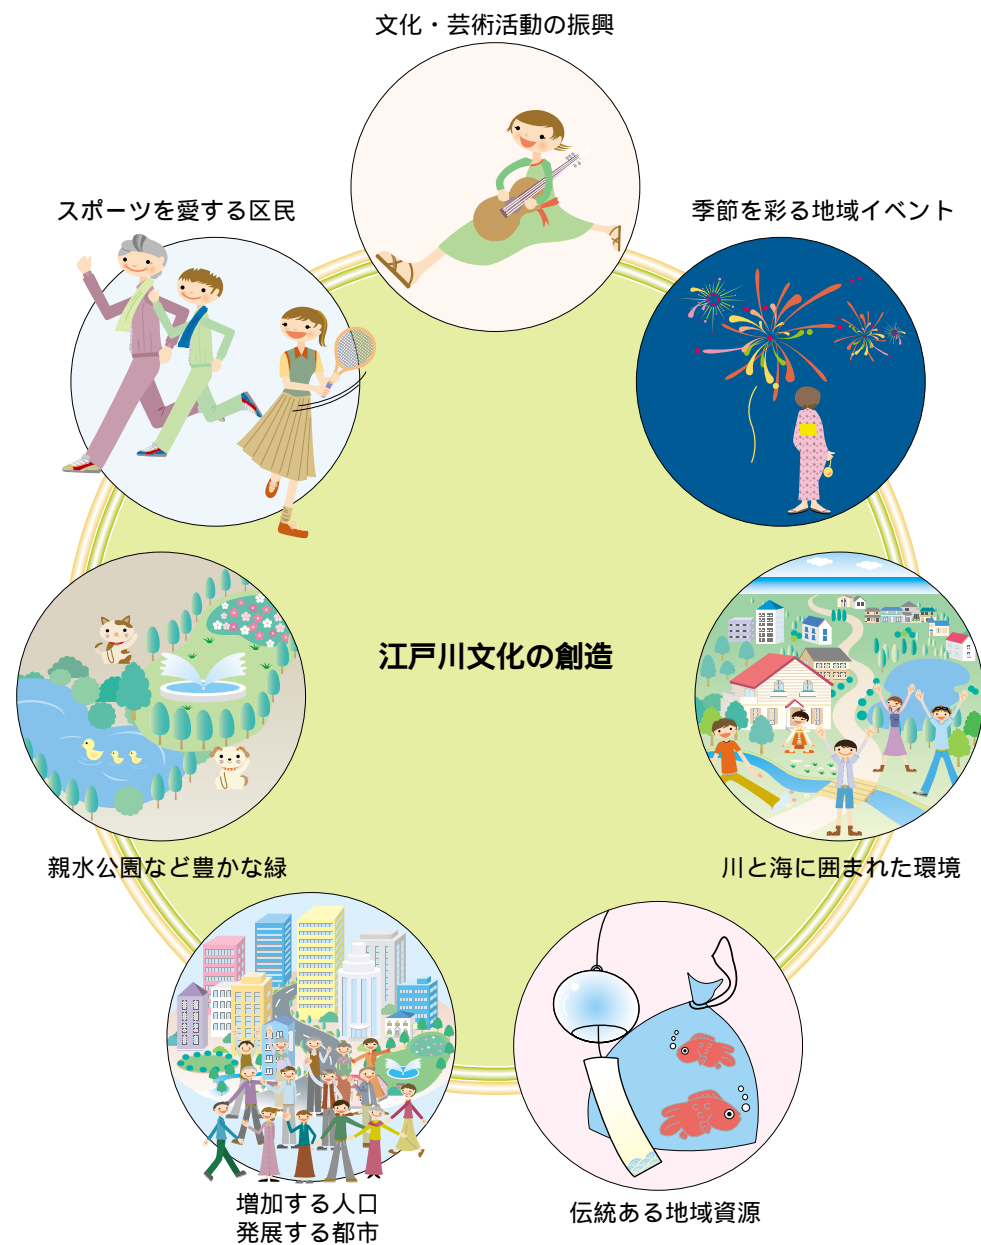 文化・芸術活動の振興
スポーツを愛する区民
季節を彩る地域イベント
江戸川文化の創造
親水公園など豊かな緑
川と海に囲まれた環境
増加する人口
発展する都市
伝統ある地域資源